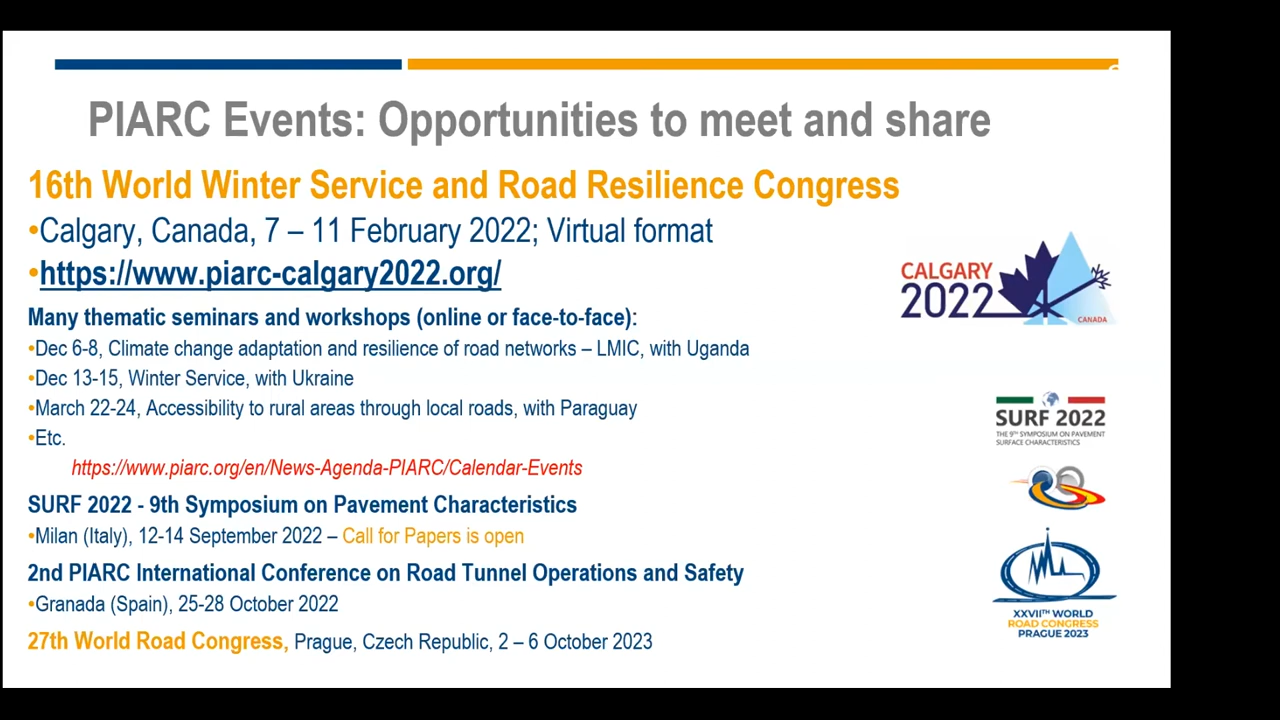 PIARC Events: Opportunities to meet and share
16th World Winter Service and Road Resilience Congress
•Calgary, Canada, 7 – 11 February 2022; Virtual format
•https://www.piarc-calgary2022.org/
Many thematic seminars and workshops (online or face-to-face):
•Dec 6-8, Climate change adaptation and resilience of road networks – LMIC, with Uganda
•Dec 13-15, Winter Service, with Ukraine
•March 22-24, Accessibility to rural areas through local roads, with Paraguay
•Etc.
https://www.piarc.org/en/News-Agenda-PIARC/Calendar-Events
SURF 2022 - 9th Symposium on Pavement Characteristics
•Milan (Italy), 12-14 September 2022 – Call for Papers is open
2nd PIARC International Conference on Road Tunnel Operations and Safety
•Granada (Spain), 25-28 October 2022
27th World Road Congress, Prague, Czech Republic, 2 – 6 October 2023
CALGARY
2022
CANADA
SURF 2022
THE 9TH SYMPOSIUM ON PAVEMENT
SURFACE CHARACTERISTICS
XXVIITH WORLD
ROAD CONGRESS
PRAGUE 2023